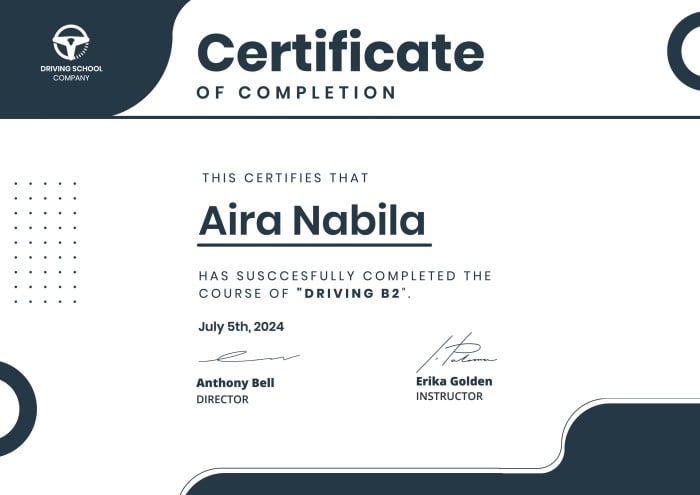 DRIVING SCHOOL
COMPANY
Certificate
OF COMPLETION
THIS CERTIFIES THAT
Aira Nabila
HAS SUSCCESFULLY COMPLETED THE
COURSE OF "DRIVING B2".
July 5th, 2024
Anthony Bell
DIRECTOR
Erika Golden
INSTRUCTOR